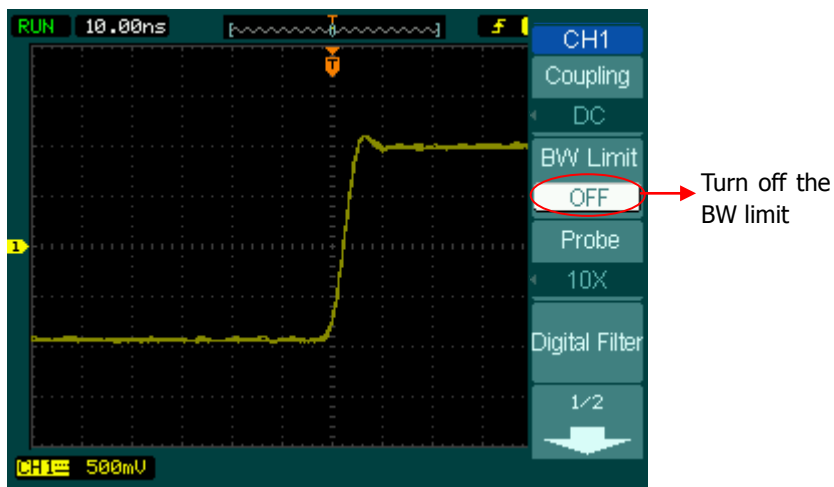 RUN 10.00ns
T
T
CH1
Coupling
DC
BW Limit
OFF
Probe
10X
Digital Filter
1/2
1
CH1 500mV
Turn off the
BW limit